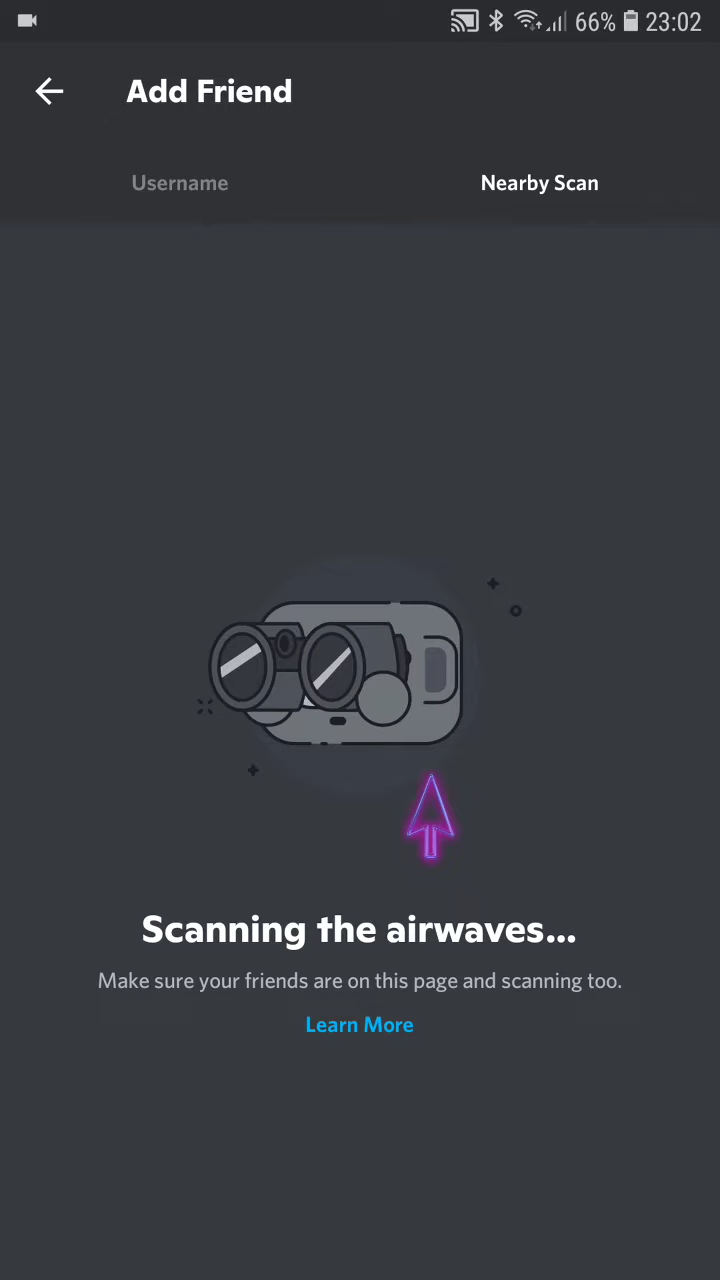 66% 23:02
Add Friend
Username Nearby Scan
Scanning the airwaves...
Make sure your friends are on this page and scanning too.
Learn More